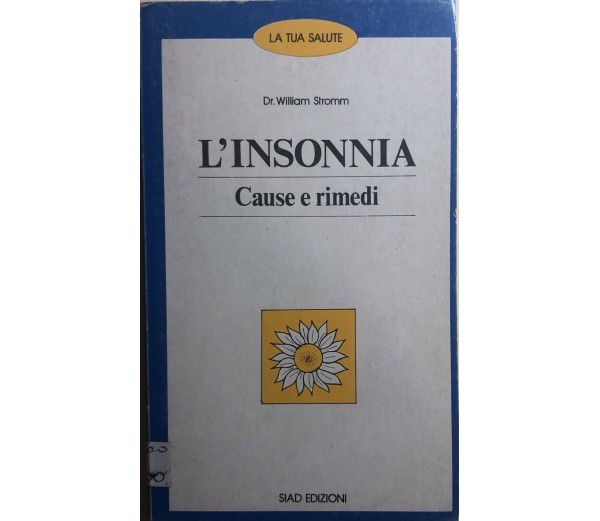 LA TUA SALUTE
Dr. William Stromm
L'INSONNIA
Cause e rimedi
SIAD EDIZIONI